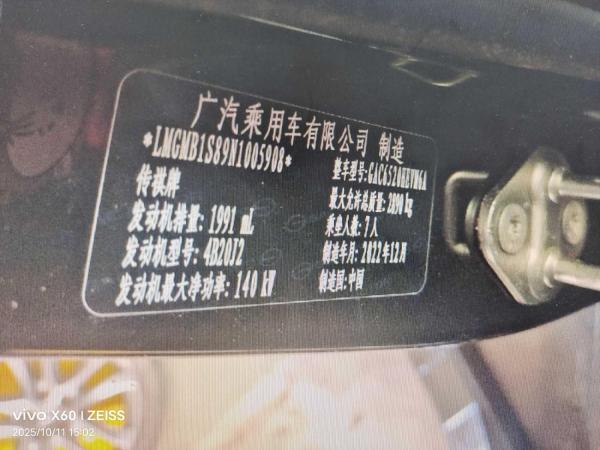 广汽乘用车有限公司 制造
*LMGMB1S89N1005908*
传祺牌
发动机排量: 1991 mL
发动机型号: 4B20J2
发动机最大净功率: 140 kW
整车型号: GAC6520HEVM6A
最大允许总质量: 2890 kg
乘坐人数: 7人
制造年月: 2022年12月
制造国: 中国
vivo X60 | ZEISS
2025/10/11 15:02